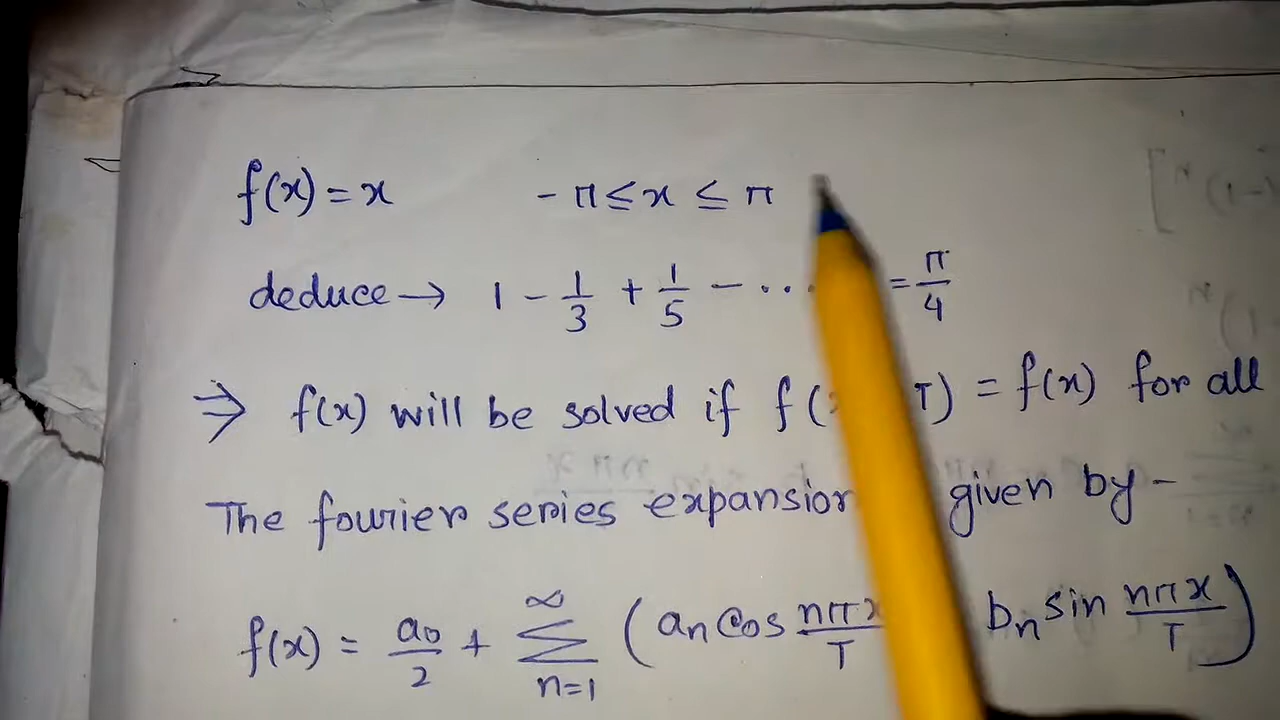 f(x) = x -π ≤ x ≤ π
deduce → 1 - 1/3 + 1/5 - ... = π/4
⇒ f(x) will be solved if f( T) = f(x) for all
The fourier series expansion given by -
f(x) = a₀/2 + ∞ Σ n=1 (aₙ cos nπx bₙ sin nπx/T)